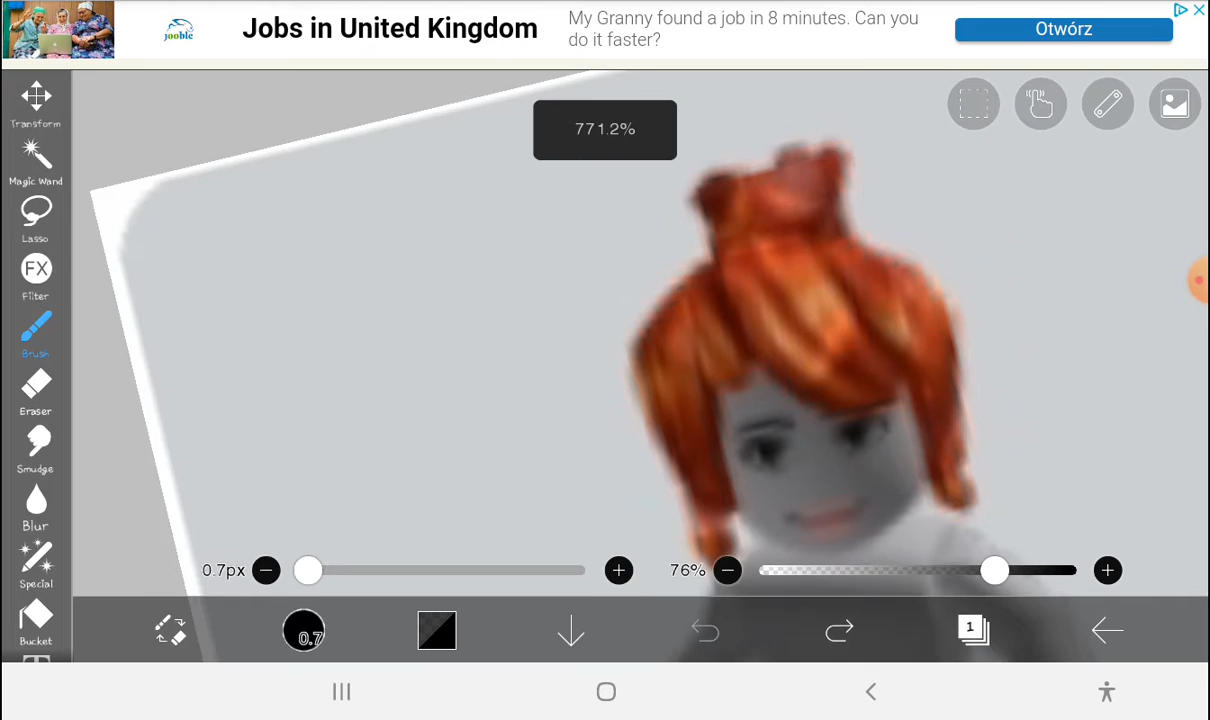 jooble
Jobs in United Kingdom
My Granny found a job in 8 minutes. Can you
do it faster?
Otwórz
771.2%
Transform
Magic Wand
Lasso
FX
Filter
Brush
Eraser
Smudge
Blur
Special
Bucket
0.7px
76%
0.7
1